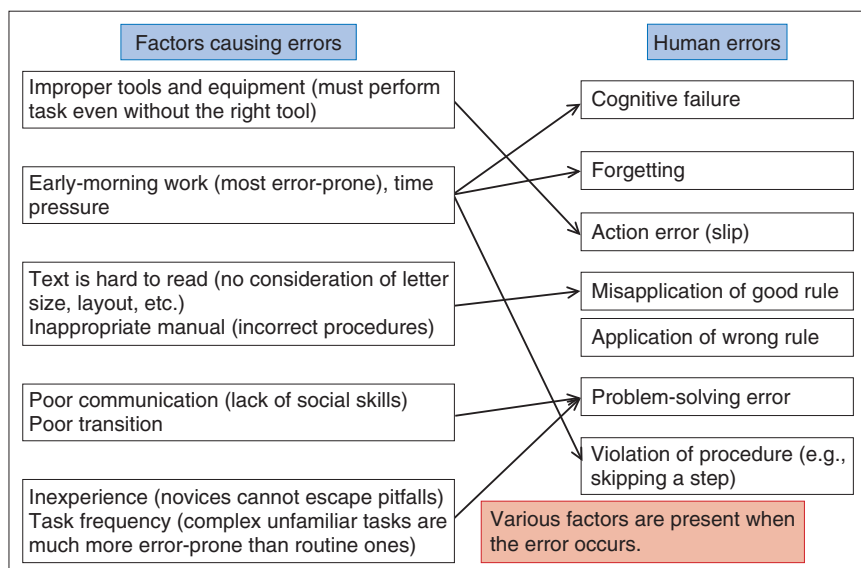 Factors causing errors
Human errors
Improper tools and equipment (must perform
task even without the right tool)
Early-morning work (most error-prone), time
pressure
Text is hard to read (no consideration of letter
size, layout, etc.)
Inappropriate manual (incorrect procedures)
Poor communication (lack of social skills)
Poor transition
Inexperience (novices cannot escape pitfalls)
Task frequency (complex unfamiliar tasks are
much more error-prone than routine ones)
Cognitive failure
Forgetting
Action error (slip)
Misapplication of good rule
Application of wrong rule
Problem-solving error
Violation of procedure (e.g.,
skipping a step)
Various factors are present when
the error occurs.